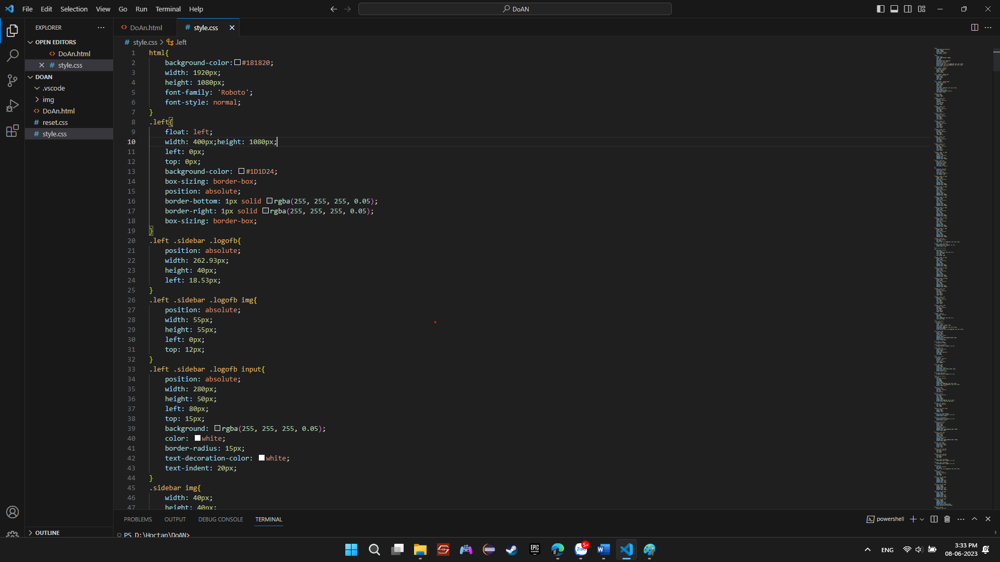 File Edit Selection View Go Run Terminal Help DoAN
EXPLORER
OPEN EDITORS
DoAn.html
style.css
DOAN
.vscode
img
DoAn.html
reset.css
style.css
OUTLINE
DoAn.html style.css
style.css > .left
1 html{
2 background-color: #181820;
3 width: 1920px;
4 height: 1080px;
5 font-family: 'Roboto';
6 font-style: normal;
7 }
8 .left{
9 float: left;
10 width: 400px;height: 1080px;
11 left: 0px;
12 top: 0px;
13 background-color: #1D1D24;
14 box-sizing: border-box;
15 position: absolute;
16 border-bottom: 1px solid rgba(255, 255, 255, 0.05);
17 border-right: 1px solid rgba(255, 255, 255, 0.05);
18 box-sizing: border-box;
19 }
20 .left .sidebar .logofb{
21 position: absolute;
22 width: 262.93px;
23 height: 40px;
24 left: 18.53px;
25 }
26 .left .sidebar .logofb img{
27 position: absolute;
28 width: 55px;
29 height: 55px;
30 left: 0px;
31 top: 12px;
32 }
33 .left .sidebar .logofb input{
34 position: absolute;
35 width: 280px;
36 height: 50px;
37 left: 80px;
38 top: 15px;
39 background: rgba(255, 255, 255, 0.05);
40 color: white;
41 border-radius: 15px;
42 text-decoration-color: white;
43 text-indent: 20px;
44 }
45 .sidebar img{
46 width: 40px;
47 height: 40px;
PROBLEMS OUTPUT DEBUG CONSOLE TERMINAL powershell
PS D:\Hoctap\DoAN>
EPIC GAMES
Zalo
5+
ENG
3:33 PM
08-06-2023